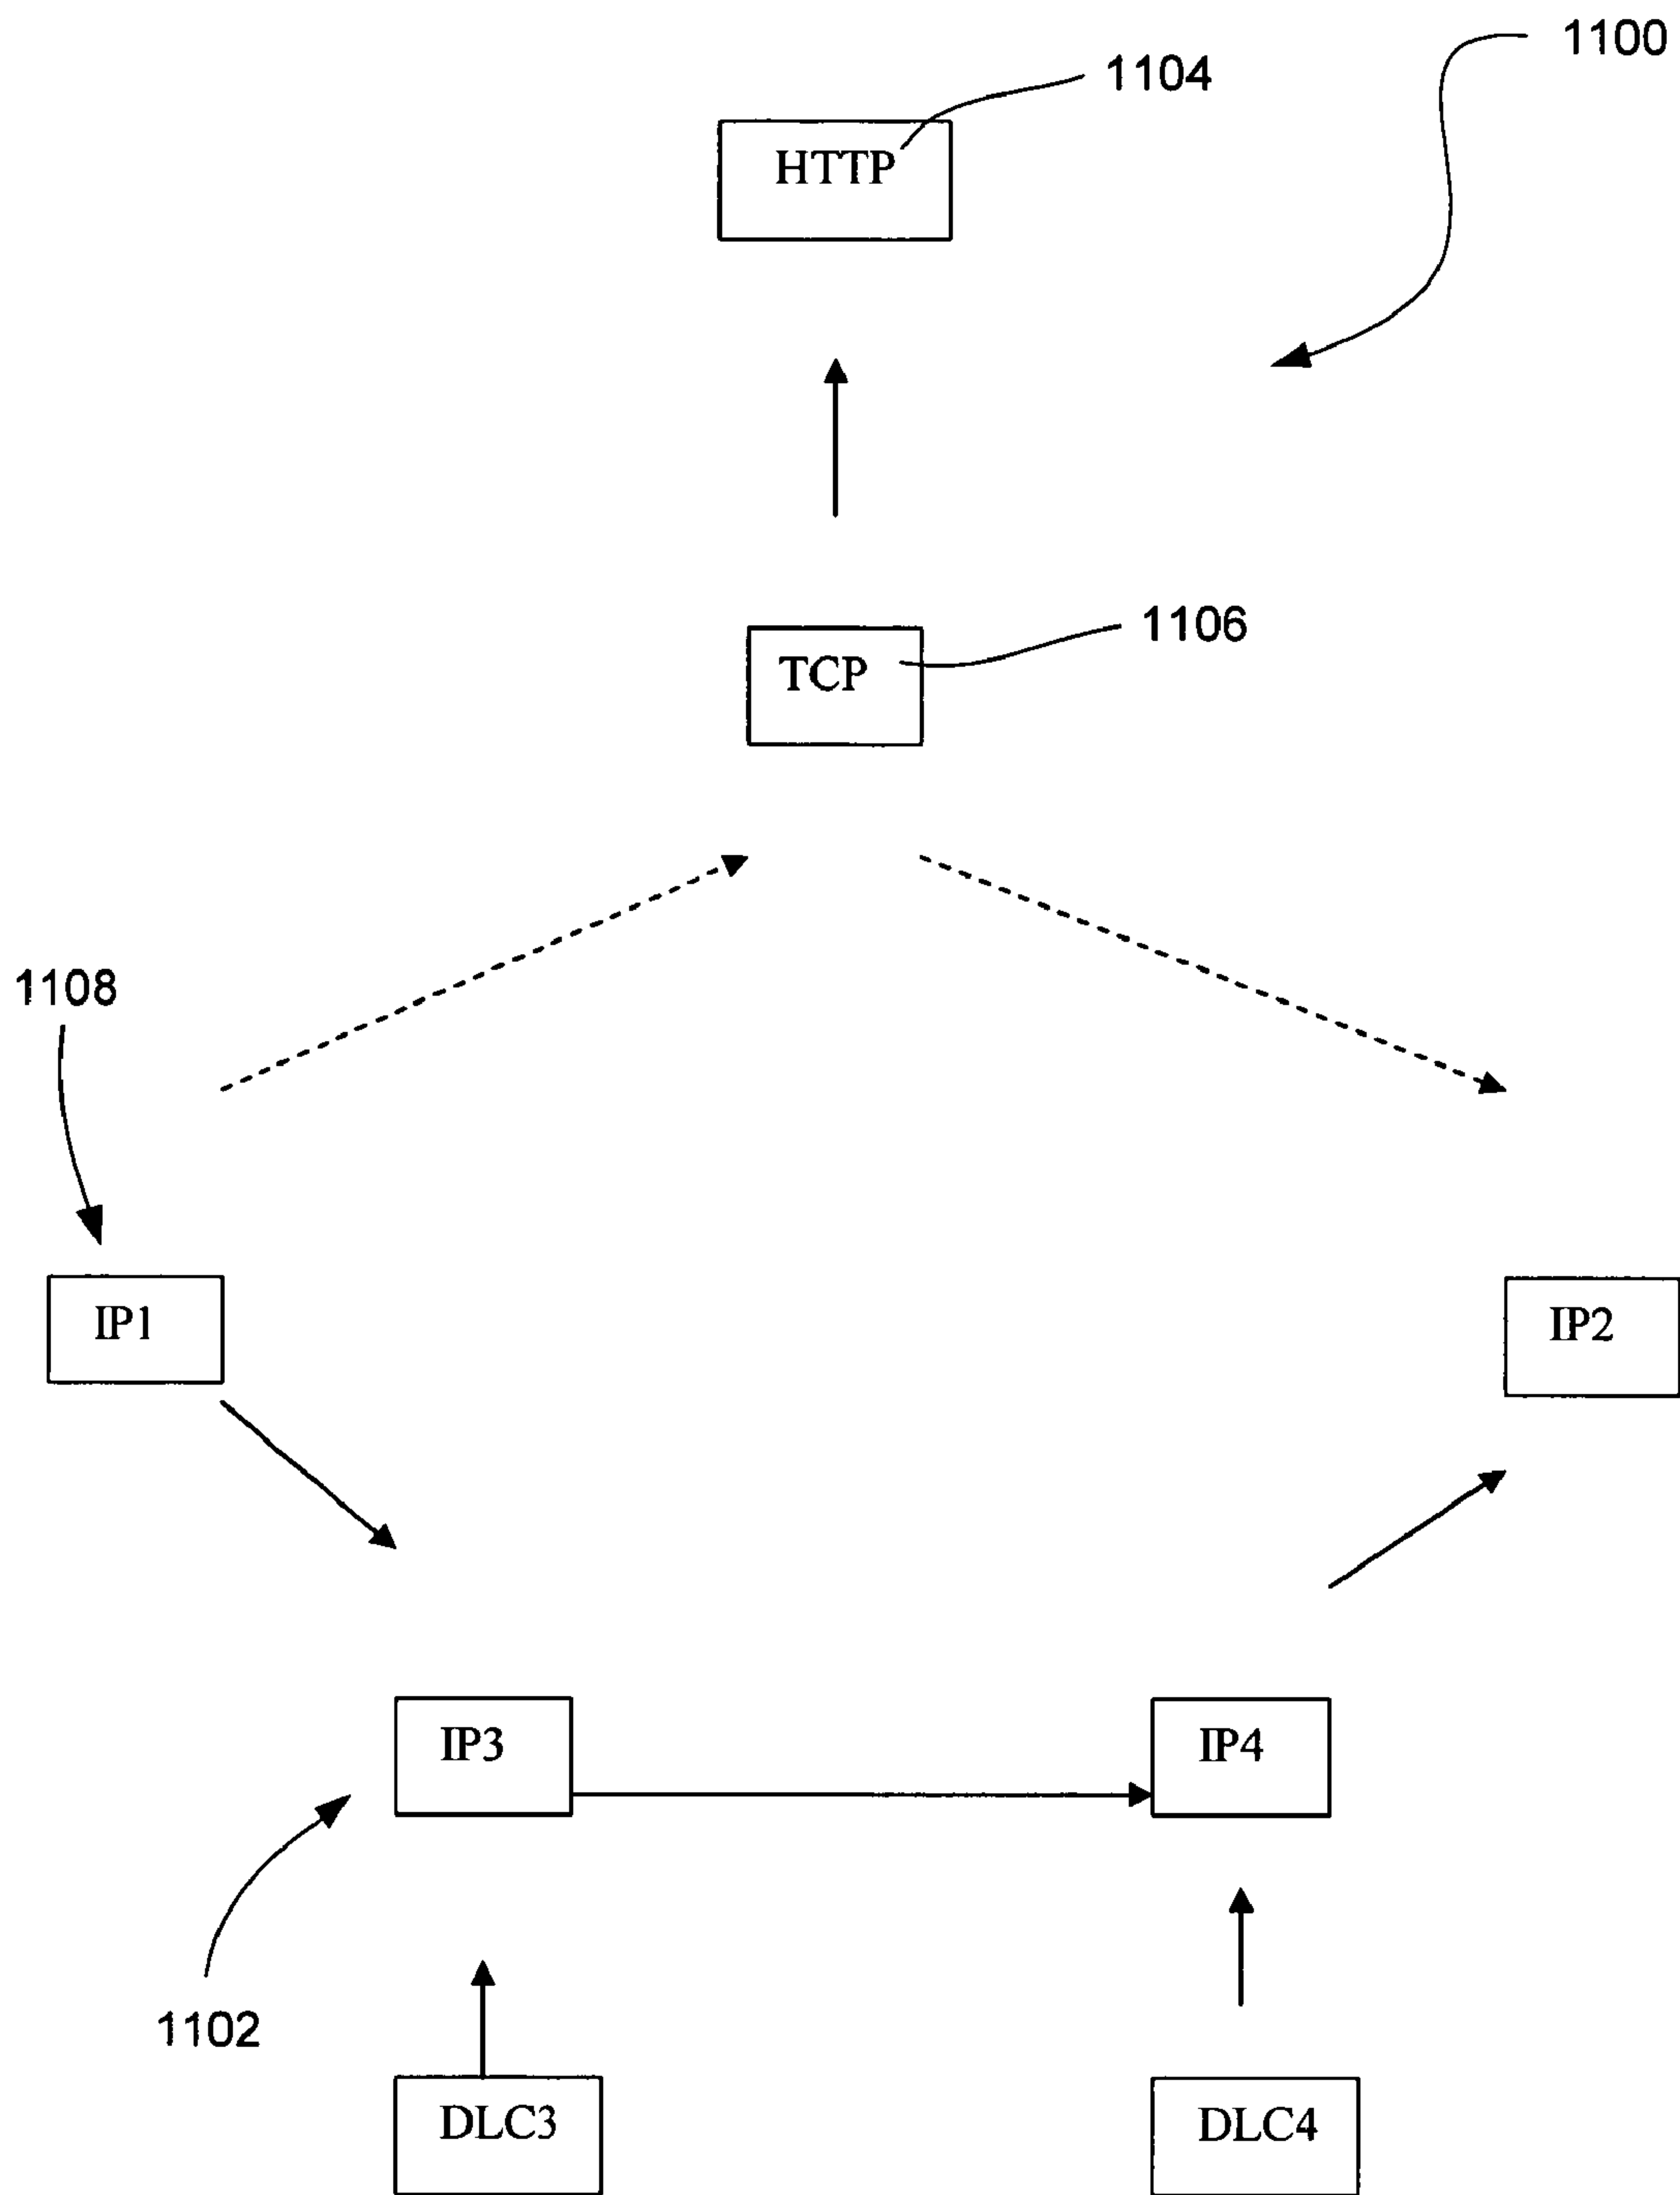 1100
1104
HTTP
1106
TCP
1108
IP1
IP2
IP3
IP4
1102
DLC3
DLC4